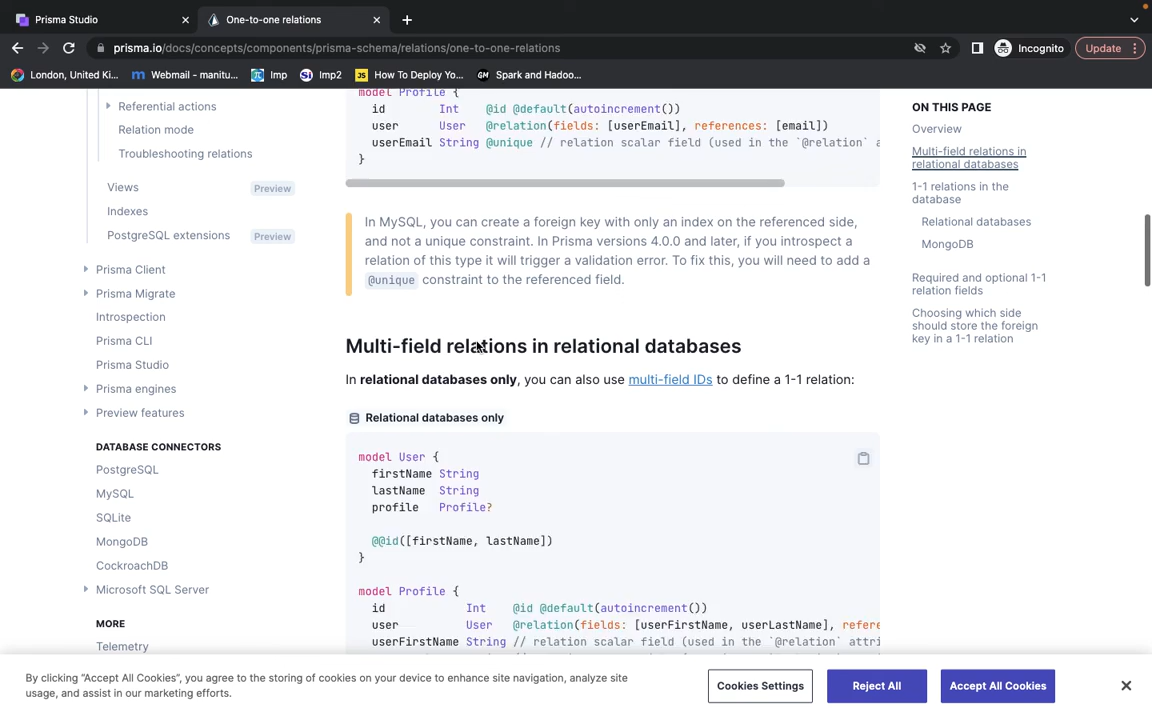 Prisma Studio
One-to-one relations
prisma.io/docs/concepts/components/prisma-schema/relations/one-to-one-relations
Incognito
Update
London, United Ki...
Webmail - manitu...
Imp
Imp2
How To Deploy Yo...
Spark and Hadoo...
Referential actions
Relation mode
Troubleshooting relations
Views Preview
Indexes
PostgreSQL extensions Preview
Prisma Client
Prisma Migrate
Introspection
Prisma CLI
Prisma Studio
Prisma engines
Preview features
DATABASE CONNECTORS
PostgreSQL
MySQL
SQLite
MongoDB
CockroachDB
Microsoft SQL Server
MORE
Telemetry
model Profile {
id Int @id @default(autoincrement())
user User @relation(fields: [userEmail], references: [email])
userEmail String @unique // relation scalar field (used in the `@relation` a
}
In MySQL, you can create a foreign key with only an index on the referenced side,
and not a unique constraint. In Prisma versions 4.0.0 and later, if you introspect a
relation of this type it will trigger a validation error. To fix this, you will need to add a
@unique constraint to the referenced field.
Multi-field relations in relational databases
In relational databases only, you can also use multi-field IDs to define a 1-1 relation:
Relational databases only
model User {
firstName String
lastName String
profile Profile?
@@id([firstName, lastName])
}
model Profile {
id Int @id @default(autoincrement())
user User @relation(fields: [userFirstName, userLastName], refere
userFirstName String // relation scalar field (used in the `@relation` attri
ON THIS PAGE
Overview
Multi-field relations in
relational databases
1-1 relations in the
database
Relational databases
MongoDB
Required and optional 1-1
relation fields
Choosing which side
should store the foreign
key in a 1-1 relation
By clicking “Accept All Cookies”, you agree to the storing of cookies on your device to enhance site navigation, analyze site
usage, and assist in our marketing efforts.
Cookies Settings
Reject All
Accept All Cookies